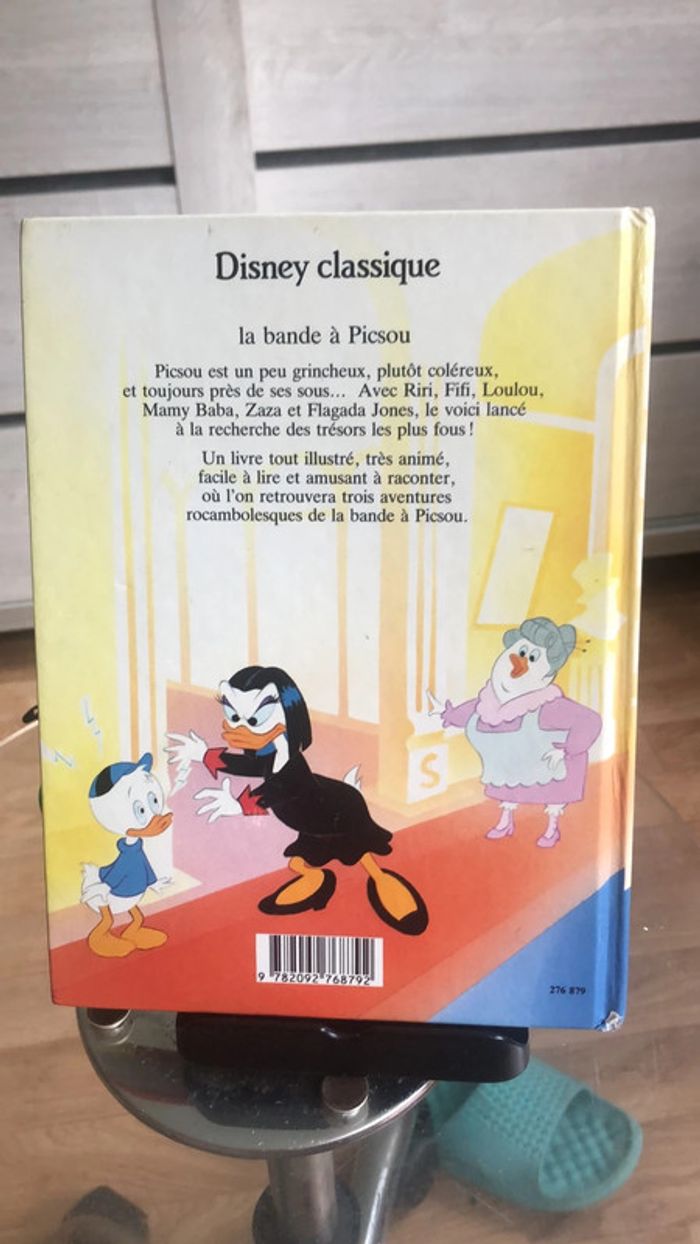 Disney classique
la bande à Picsou
Picsou est un peu grincheux, plutôt coléreux,
et toujours près de ses sous... Avec Riri, Fifi, Loulou,
Mamy Baba, Zaza et Flagada Jones, le voici lancé
à la recherche des trésors les plus fous !
Un livre tout illustré, très animé,
facile à lire et amusant à raconter,
où l'on retrouvera trois aventures
rocambolesques de la bande à Picsou.
S
9 782092 768792
276 879